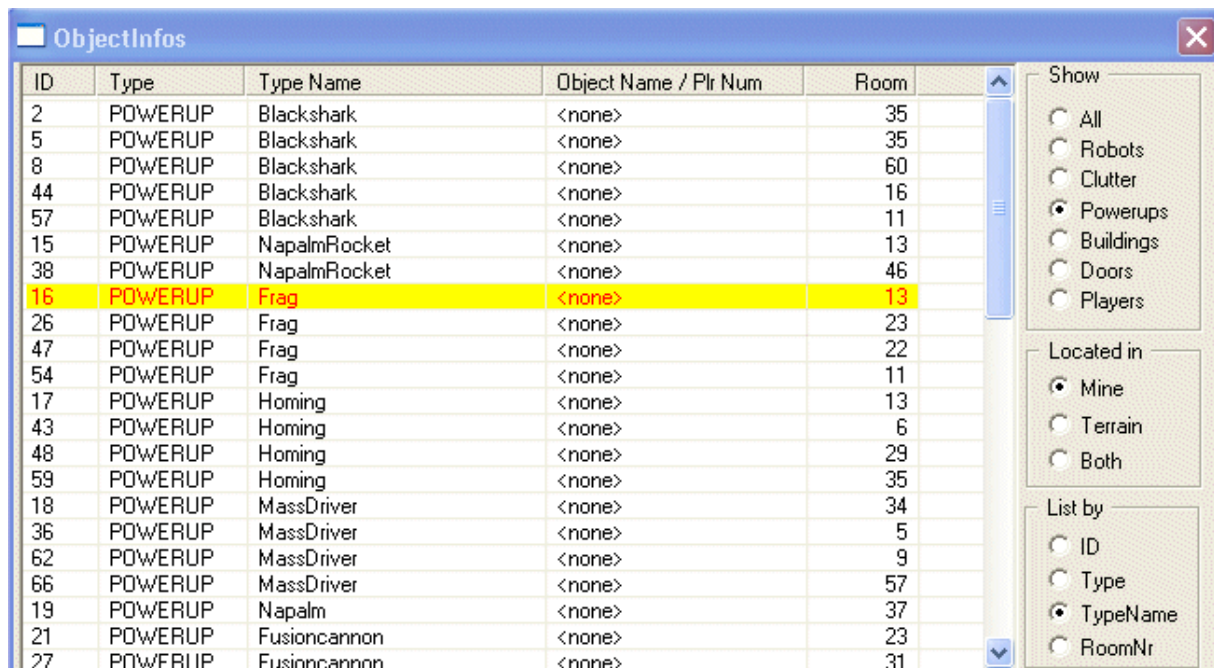 ObjectInfos
ID Type Type Name Object Name / Plr Num Room
2 POWERUP Blackshark <none> 35
5 POWERUP Blackshark <none> 35
8 POWERUP Blackshark <none> 60
44 POWERUP Blackshark <none> 16
57 POWERUP Blackshark <none> 11
15 POWERUP NapalmRocket <none> 13
38 POWERUP NapalmRocket <none> 46
16 POWERUP Frag <none> 13
26 POWERUP Frag <none> 23
47 POWERUP Frag <none> 22
54 POWERUP Frag <none> 11
17 POWERUP Homing <none> 13
43 POWERUP Homing <none> 6
48 POWERUP Homing <none> 29
59 POWERUP Homing <none> 35
18 POWERUP MassDriver <none> 34
36 POWERUP MassDriver <none> 5
62 POWERUP MassDriver <none> 9
66 POWERUP MassDriver <none> 57
19 POWERUP Napalm <none> 37
21 POWERUP Fusioncannon <none> 23
27 POWERUP Fusioncannon <none> 31
Show
All
Robots
Clutter
Powerups
Buildings
Doors
Players
Located in
Mine
Terrain
Both
List by
ID
Type
TypeName
RoomNr